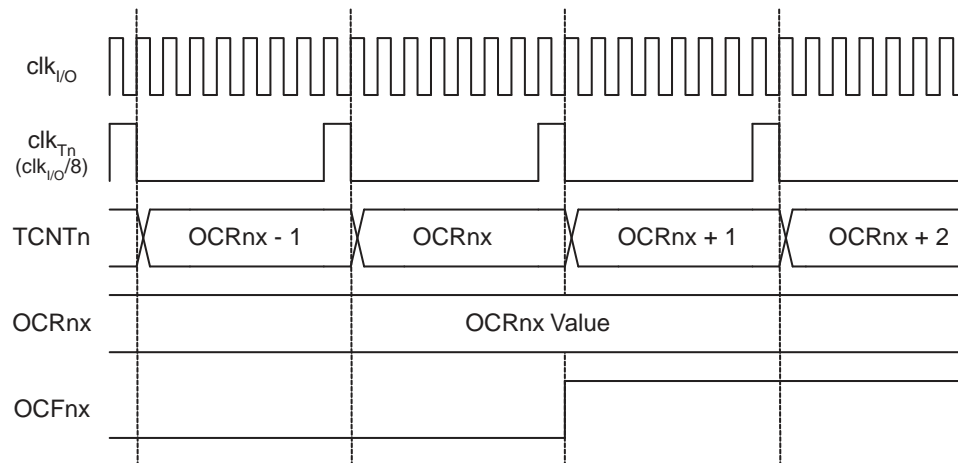 clkI/O
clkTn
(clkI/O/8)
TCNTn
OCRnx - 1
OCRnx
OCRnx + 1
OCRnx + 2
OCRnx
OCRnx Value
OCFnx